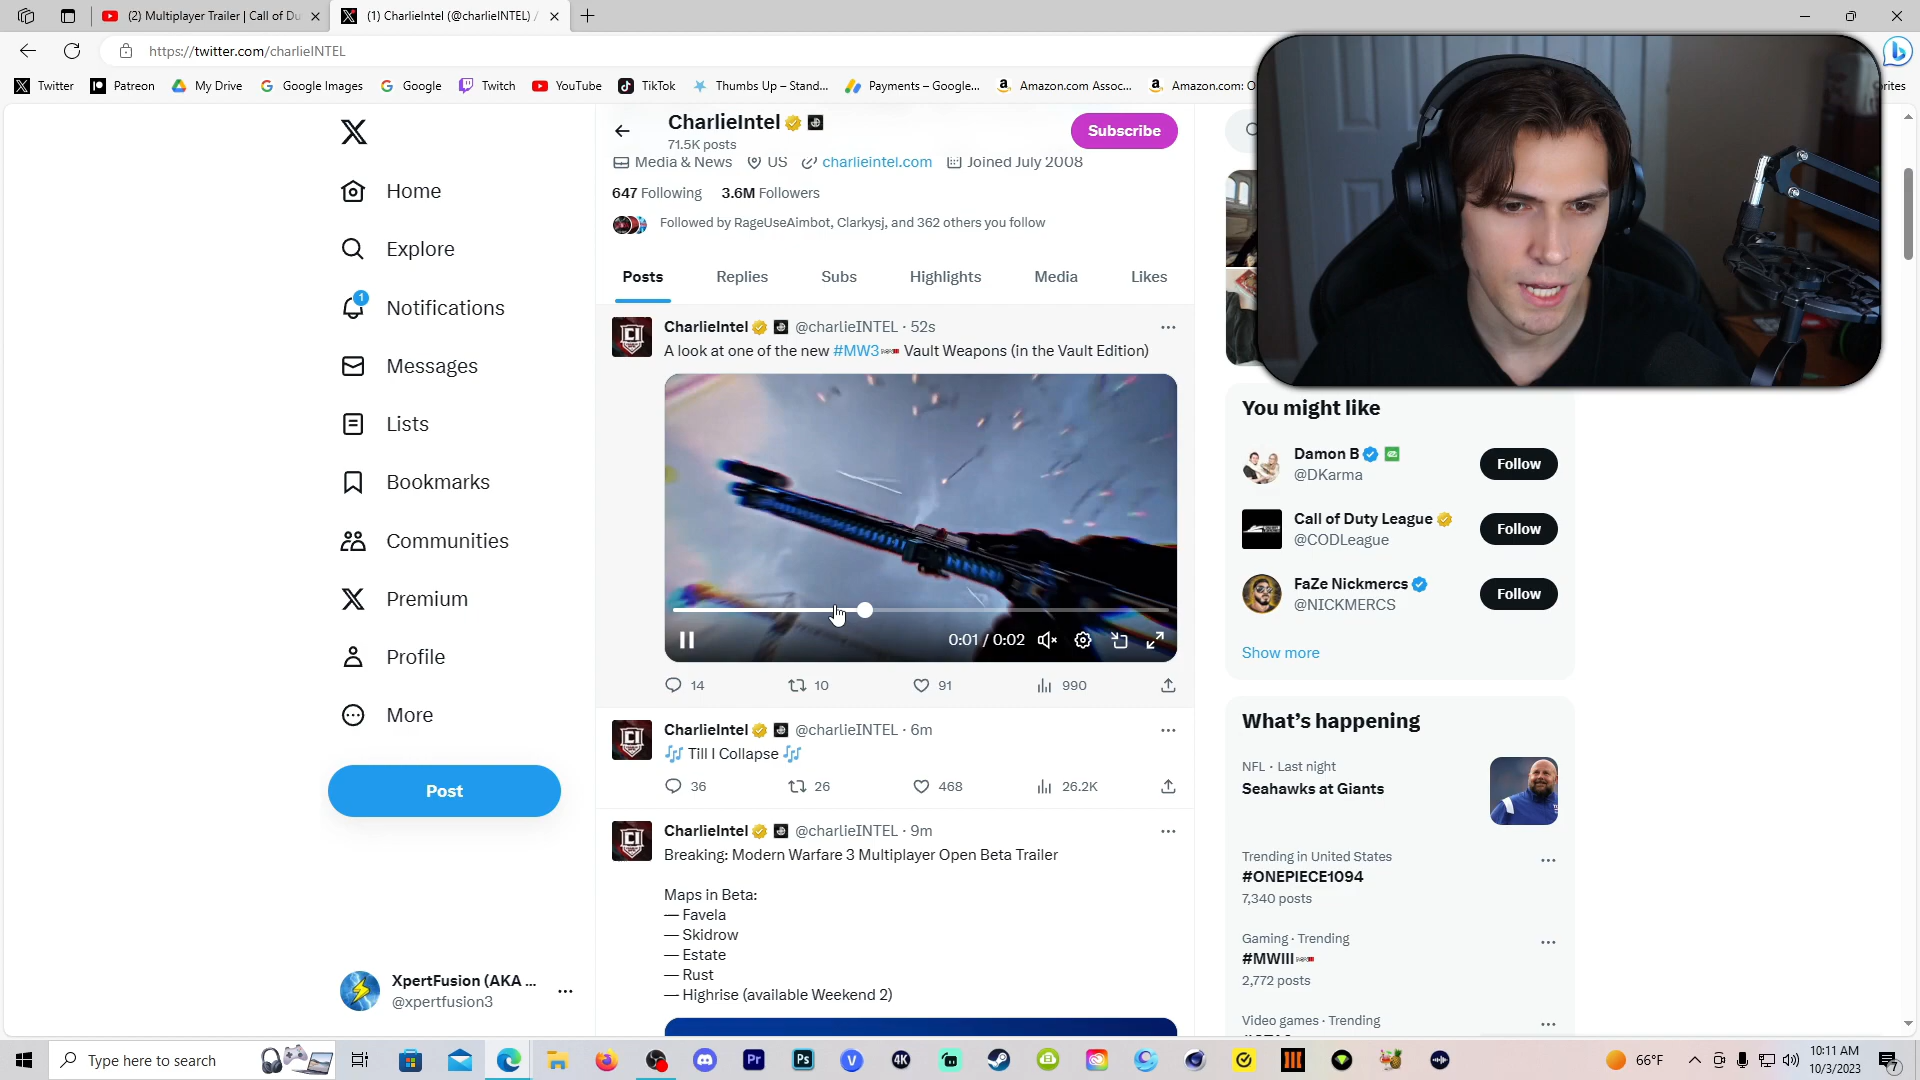 (2) Multiplayer Trailer | Call of Du
(1) CharlieIntel (@charlieINTEL) /
https://twitter.com/charlieINTEL
Twitter
Patreon
My Drive
Google Images
Google
Twitch
YouTube
TikTok
Thumbs Up – Stand...
Payments – Google...
Amazon.com Assoc...
Amazon.com: O
rites
CharlieIntel
71.5K posts
Subscribe
Media & News US charlieintel.com Joined July 2008
647 Following 3.6M Followers
Followed by RageUseAimbot, Clarkysj, and 362 others you follow
Posts Replies Subs Highlights Media Likes
Home
Explore
1
Notifications
Messages
Lists
Bookmarks
Communities
Premium
Profile
More
Post
XpertFusion (AKA ...
@xpertfusion3
CharlieIntel @charlieINTEL · 52s
A look at one of the new #MW3 Vault Weapons (in the Vault Edition)
0:01 / 0:02
14 10 91 990
CharlieIntel @charlieINTEL · 6m
Till I Collapse
36 26 468 26.2K
CharlieIntel @charlieINTEL · 9m
Breaking: Modern Warfare 3 Multiplayer Open Beta Trailer
Maps in Beta:
— Favela
— Skidrow
— Estate
— Rust
— Highrise (available Weekend 2)
You might like
Damon B
@DKarma
Follow
Call of Duty League
@CODLeague
Follow
FaZe Nickmercs
@NICKMERCS
Follow
Show more
What's happening
NFL · Last night
Seahawks at Giants
Trending in United States
#ONEPIECE1094
7,340 posts
Gaming · Trending
#MWIII
2,772 posts
Video games · Trending
Type here to search
66°F
10:11 AM
10/3/2023
7